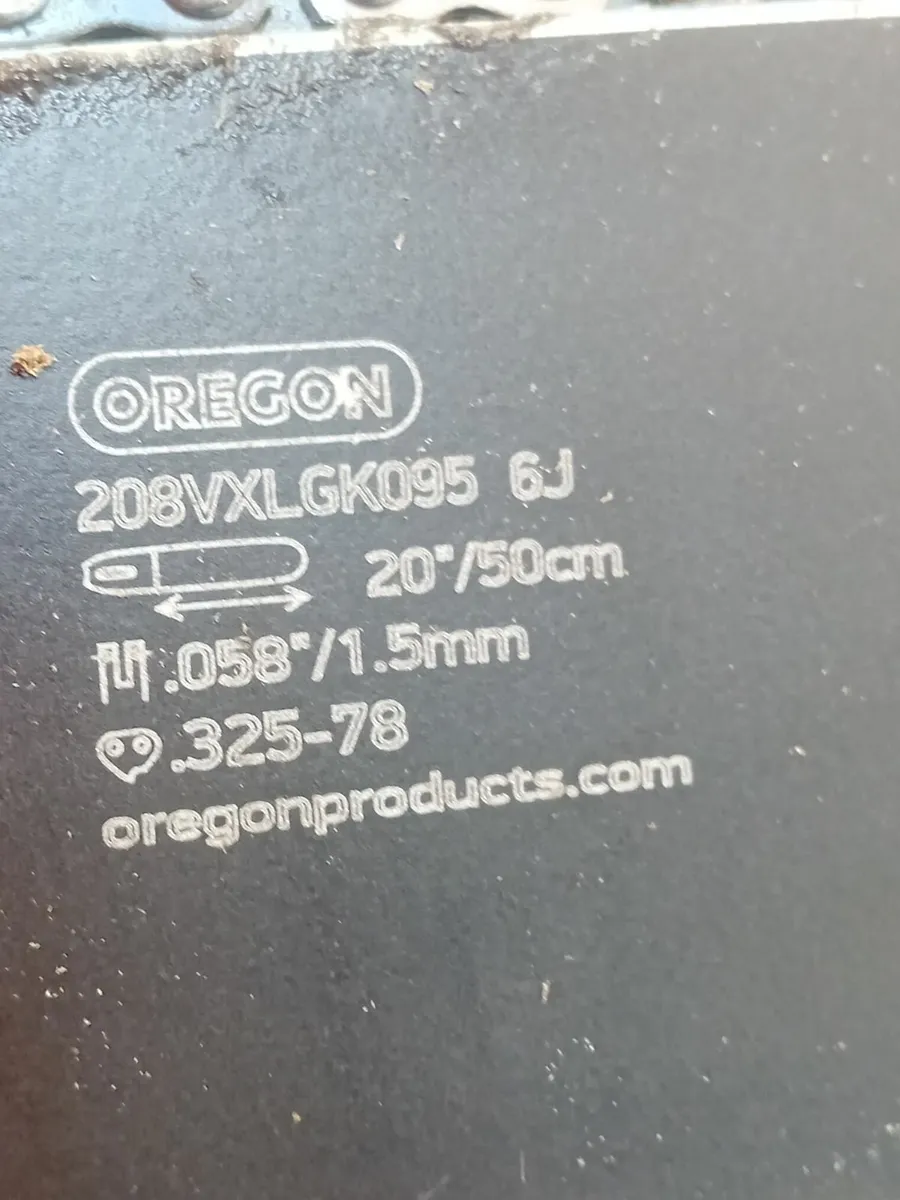 OREGON
208VXLGK095 6J
20"/50cm
.058"/1.5mm
.325-78
oregonproducts.com